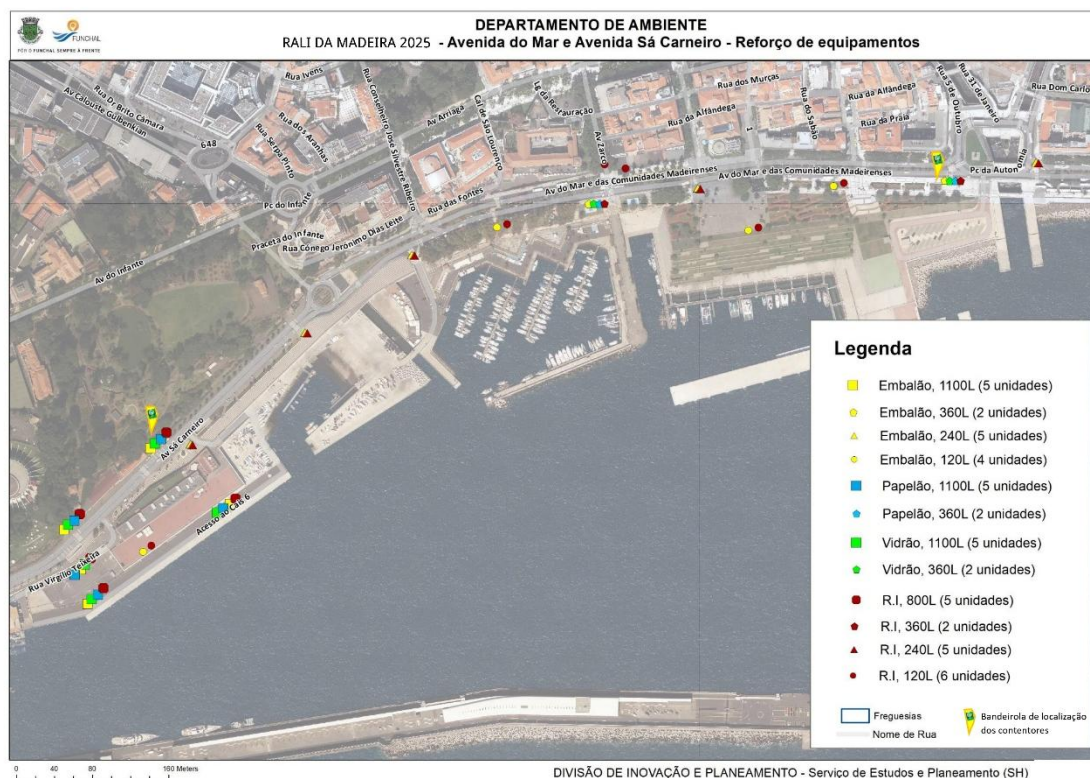 DEPARTAMENTO DE AMBIENTE
FUNCHAL
PÔR O FUNCHAL SEMPRE À FRENTE
RALI DA MADEIRA 2025 - Avenida do Mar e Avenida Sá Carneiro - Reforço de equipamentos
Rua Ivens
Rua Dr Brito Câmara
Av Calouste Gulbenkian
Rua dos Aranhas
Rua Serpa Pinto
648
Rua Conselheiro José Silvestre Ribeiro
Av Arriaga
Cal de São Lourenço
Lg da Restauração
Av Zarco
Rua dos Murças
Rua da Alfândega
1
Rua do Sabão
Rua da Alfândega
Rua da Praia
Rua 5 de Outubro
Rua 31 de Janeiro
Rua Dom Carlo
Pc da Autonomia
Av do Mar e das Comunidades Madeirenses
Av do Mar e das Comunidades Madeirenses
Rua das Fontes
Pc do Infante
Praceta do Infante
Rua Cónego Jerónimo Dias Leite
Av do Infante
Av Sá Carneiro
Acesso ao Cais 6
Rua Virgílio Teixeira
Legenda
Embalão, 1100L (5 unidades)
Embalão, 360L (2 unidades)
Embalão, 240L (5 unidades)
Embalão, 120L (4 unidades)
Papelão, 1100L (5 unidades)
Papelão, 360L (2 unidades)
Vidrão, 1100L (5 unidades)
Vidrão, 360L (2 unidades)
R.I, 800L (5 unidades)
R.I, 360L (2 unidades)
R.I, 240L (5 unidades)
R.I, 120L (6 unidades)
Freguesias
Nome de Rua
Bandeirola de localização
dos contentores
0 40 80 160 Meters
DIVISÃO DE INOVAÇÃO E PLANEAMENTO - Serviço de Estudos e Planeamento (SH)